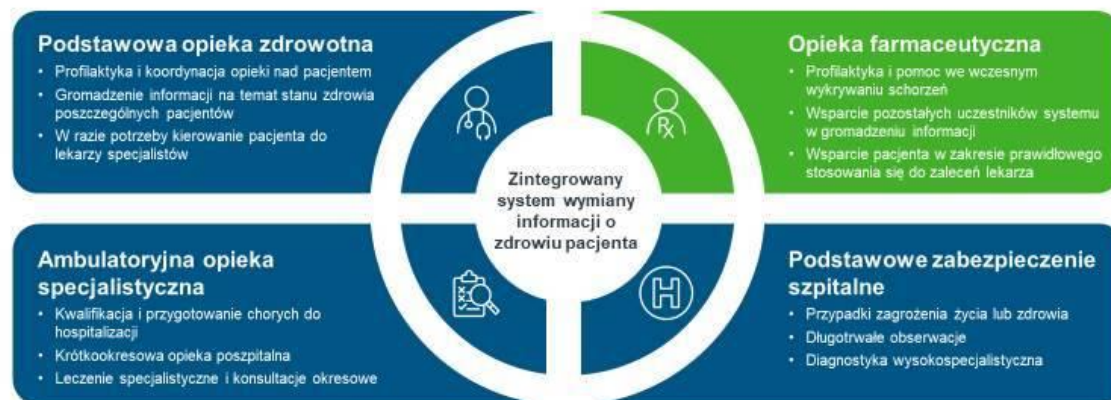 Podstawowa opieka zdrowotna
• Profilaktyka i koordynacja opieki nad pacjentem
• Gromadzenie informacji na temat stanu zdrowia
poszczególnych pacjentów
• W razie potrzeby kierowanie pacjenta do
lekarzy specjalistów
Opieka farmaceutyczna
• Profilaktyka i pomoc we wczesnym
wykrywaniu schorzeń
• Wsparcie pozostałych uczestników systemu
w gromadzeniu informacji
• Wsparcie pacjenta w zakresie prawidłowego
stosowania się do zaleceń lekarza
Rx
Zintegrowany
system wymiany
informacji o
zdrowiu pacjenta
Ambulatoryjna opieka
specjalistyczna
• Kwalifikacja i przygotowanie chorych do
hospitalizacji
• Krótkookresowa opieka poszpitalna
• Leczenie specjalistyczne i konsultacje okresowe
H
Podstawowe zabezpieczenie
szpitalne
• Przypadki zagrożenia życia lub zdrowia
• Długotrwałe obserwacje
• Diagnostyka wysokospecjalistyczna